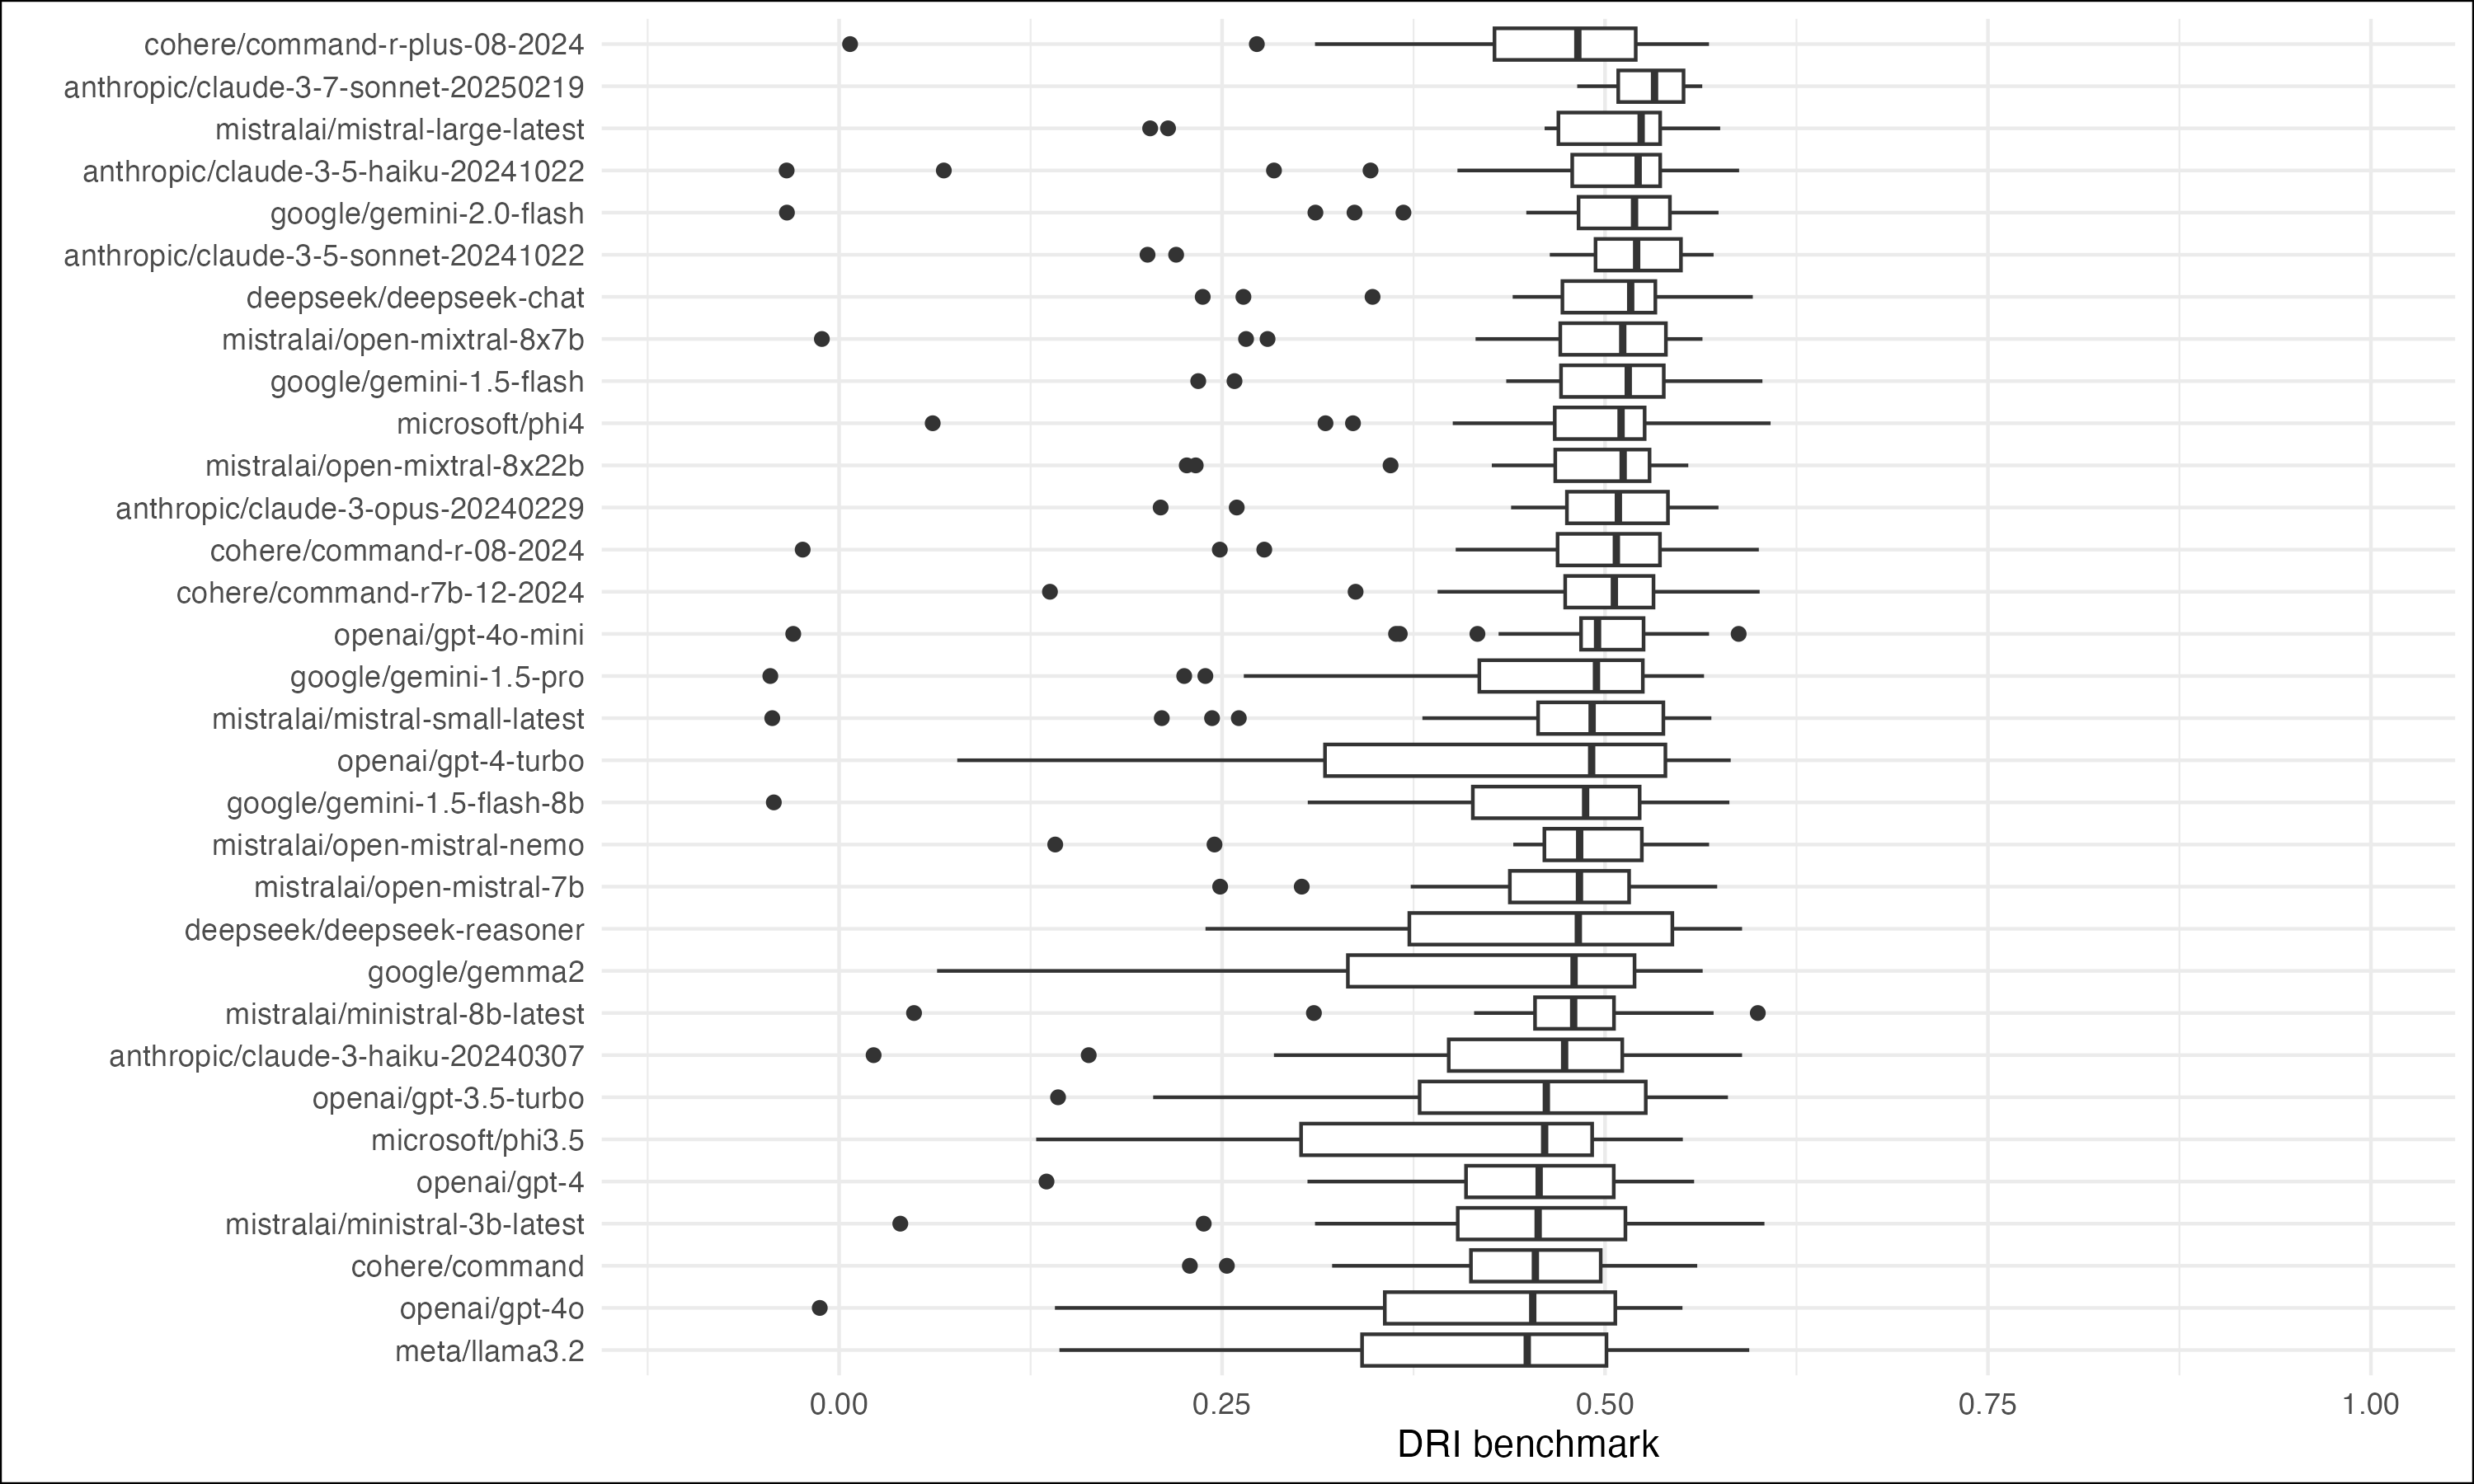 cohere/command-r-plus-08-2024
anthropic/claude-3-7-sonnet-20250219
mistralai/mistral-large-latest
anthropic/claude-3-5-haiku-20241022
google/gemini-2.0-flash
anthropic/claude-3-5-sonnet-20241022
deepseek/deepseek-chat
mistralai/open-mixtral-8x7b
google/gemini-1.5-flash
microsoft/phi4
mistralai/open-mixtral-8x22b
anthropic/claude-3-opus-20240229
cohere/command-r-08-2024
cohere/command-r7b-12-2024
openai/gpt-4o-mini
google/gemini-1.5-pro
mistralai/mistral-small-latest
openai/gpt-4-turbo
google/gemini-1.5-flash-8b
mistralai/open-mistral-nemo
mistralai/open-mistral-7b
deepseek/deepseek-reasoner
google/gemma2
mistralai/ministral-8b-latest
anthropic/claude-3-haiku-20240307
openai/gpt-3.5-turbo
microsoft/phi3.5
openai/gpt-4
mistralai/ministral-3b-latest
cohere/command
openai/gpt-4o
meta/llama3.2
0.00 0.25 0.50 0.75 1.00
DRI benchmark